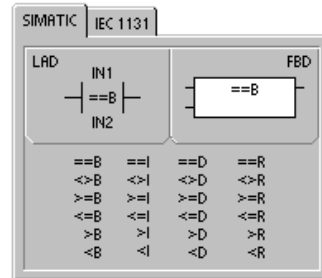 SIMATIC IEC 1131
LAD
IN1
==B
IN2
FBD
==B
==B ==I ==D ==R
<>B <>I <>D <>R
>=B >=I >=D >=R
<=B <=I <=D <=R
>B >I >D >R
<B <I <D <R